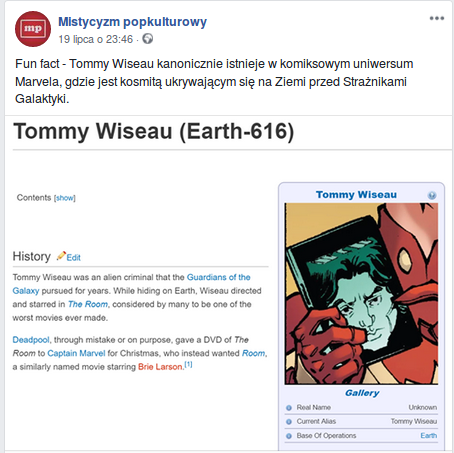 mp
Mistycyzm popkulturowy
19 lipca o 23:46 ·
Fun fact - Tommy Wiseau kanonicznie istnieje w komiksowym uniwersum
Marvela, gdzie jest kosmitą ukrywającym się na Ziemi przed Strażnikami
Galaktyki.
Tommy Wiseau (Earth-616)
Contents [show]
History Edit
Tommy Wiseau was an alien criminal that the Guardians of the
Galaxy pursued for years. While hiding on Earth, Wiseau directed
and starred in The Room, considered by many to be one of the
worst movies ever made.
Deadpool, through mistake or on purpose, gave a DVD of The
Room to Captain Marvel for Christmas, who instead wanted Room,
a similarly named movie starring Brie Larson.[1]
Tommy Wiseau
Gallery
Real Name Unknown
Current Alias Tommy Wiseau
Base Of Operations Earth